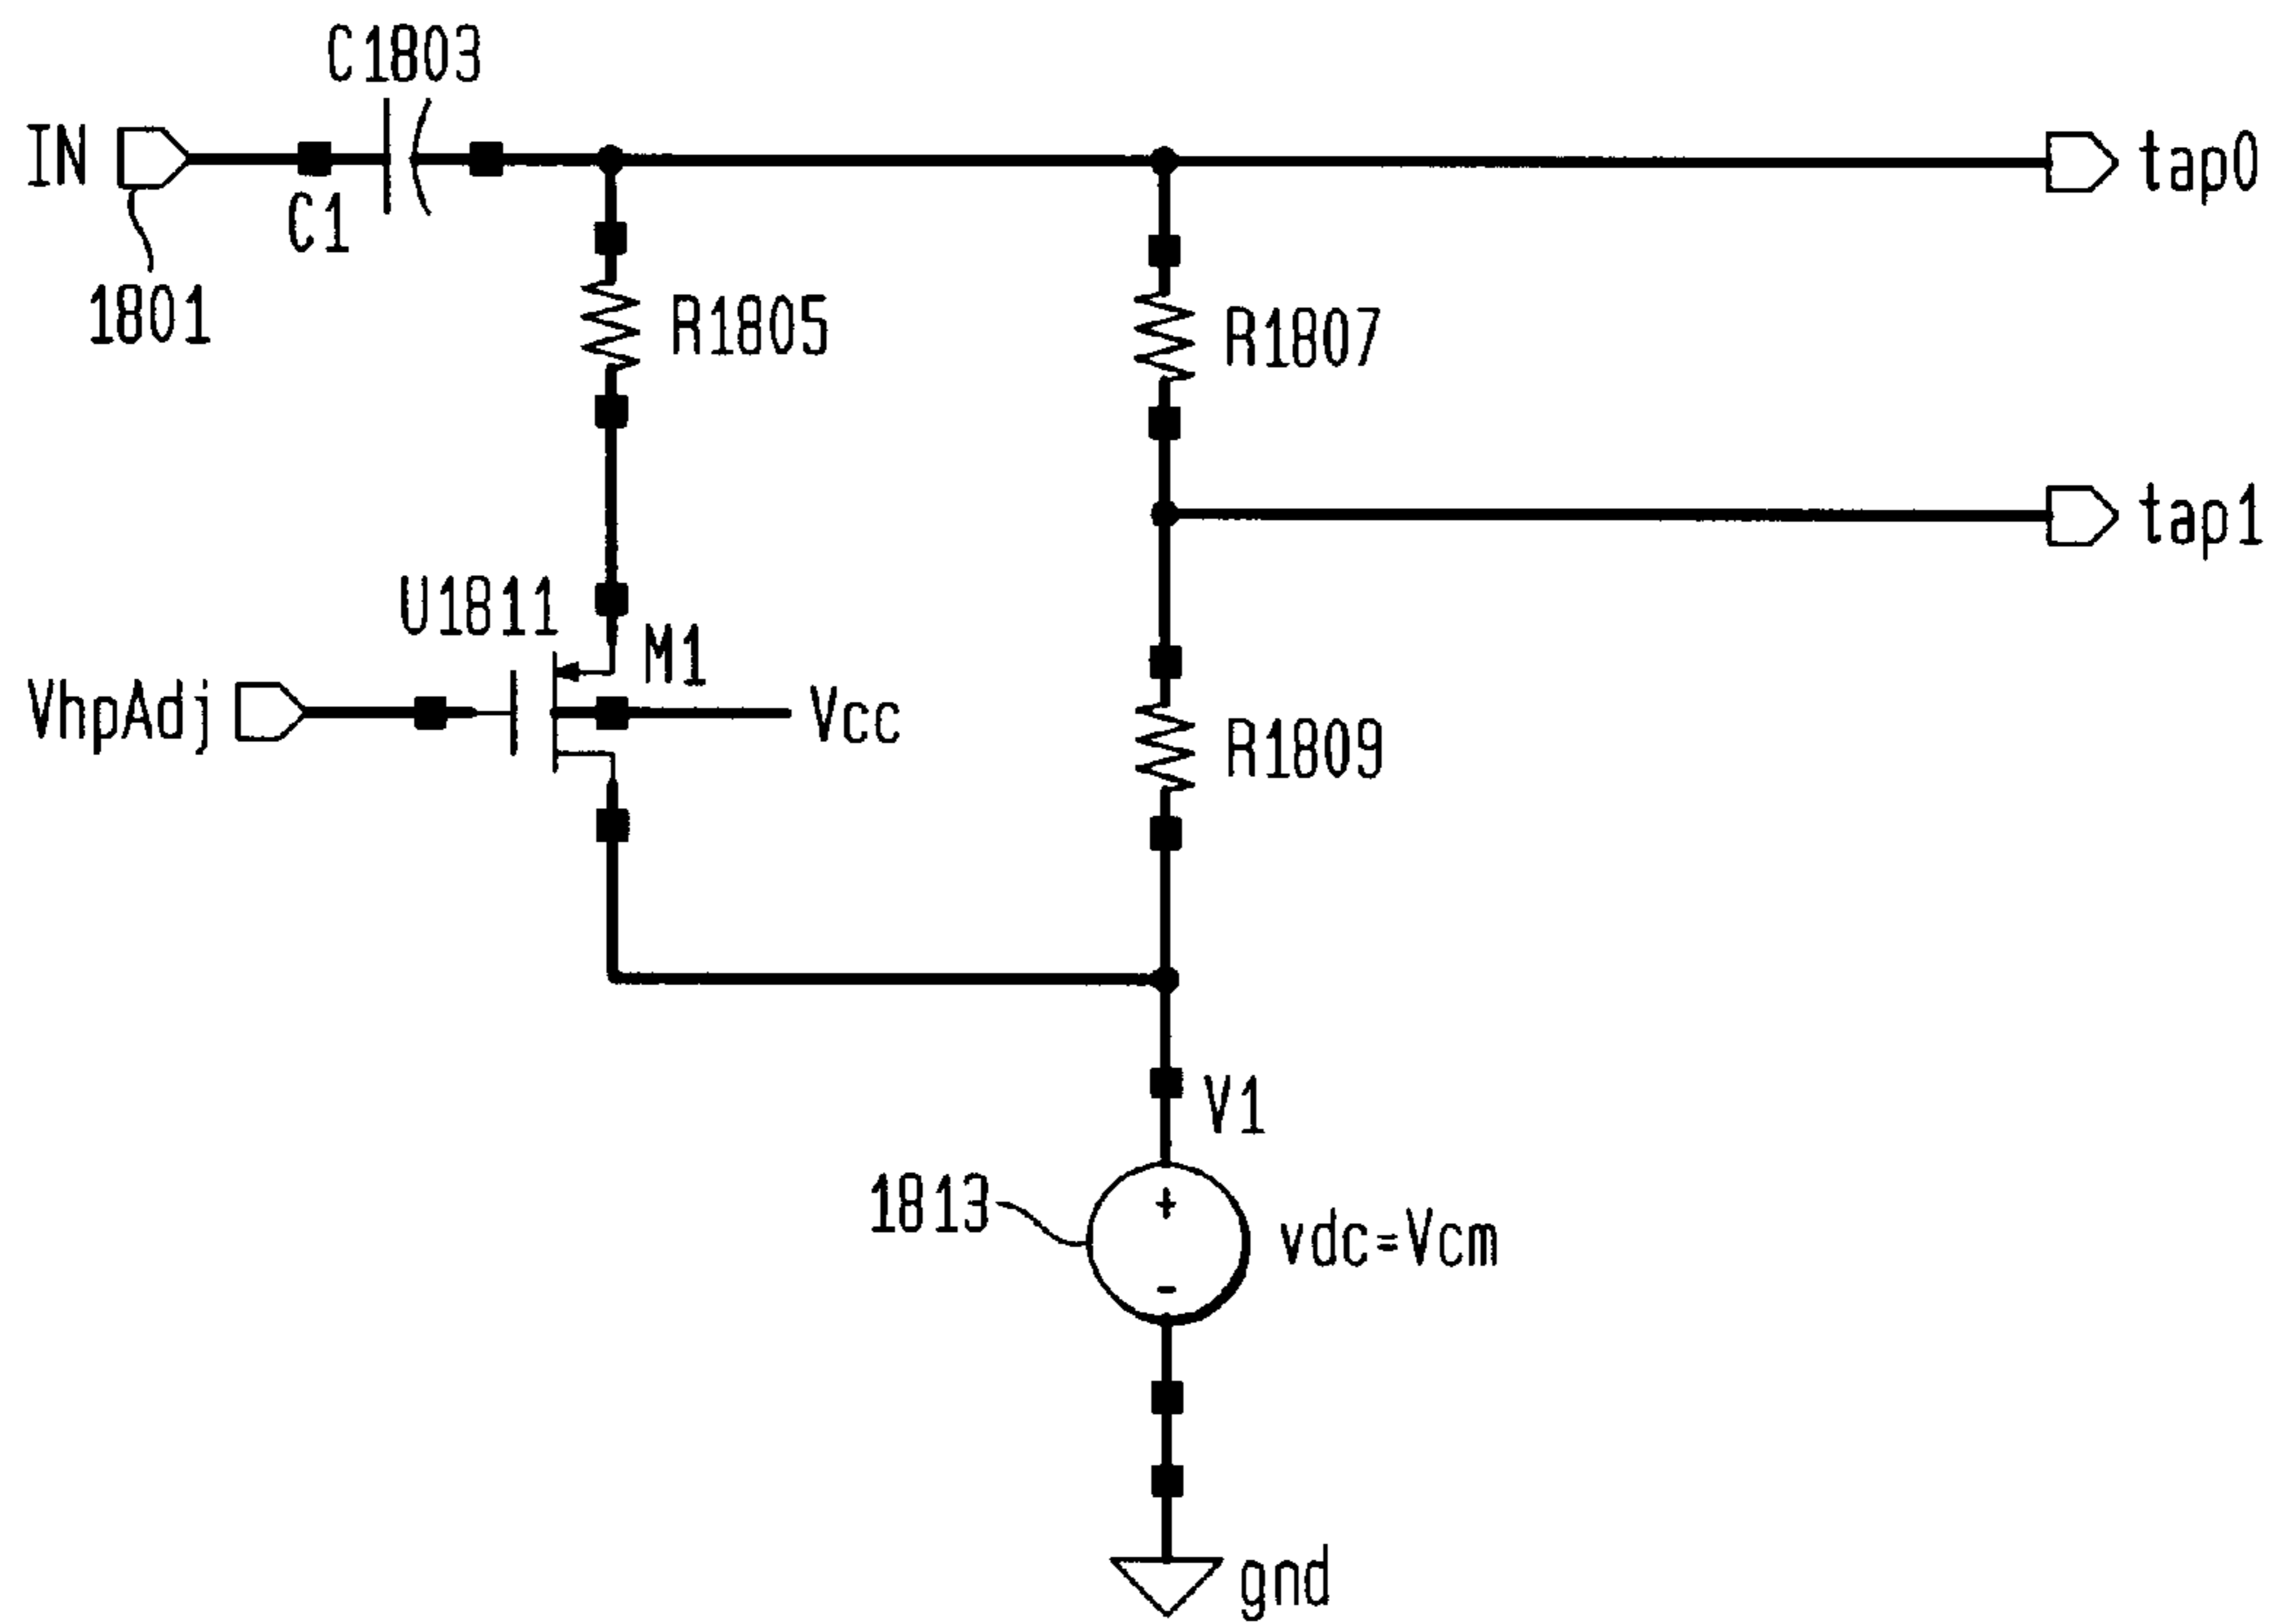 C1803
IN
tap0
C1
1801
R1805
R1807
tap1
U1811
M1
VhpAdj
Vcc
R1809
V1
1813
+
vdc=Vcm
-
gnd